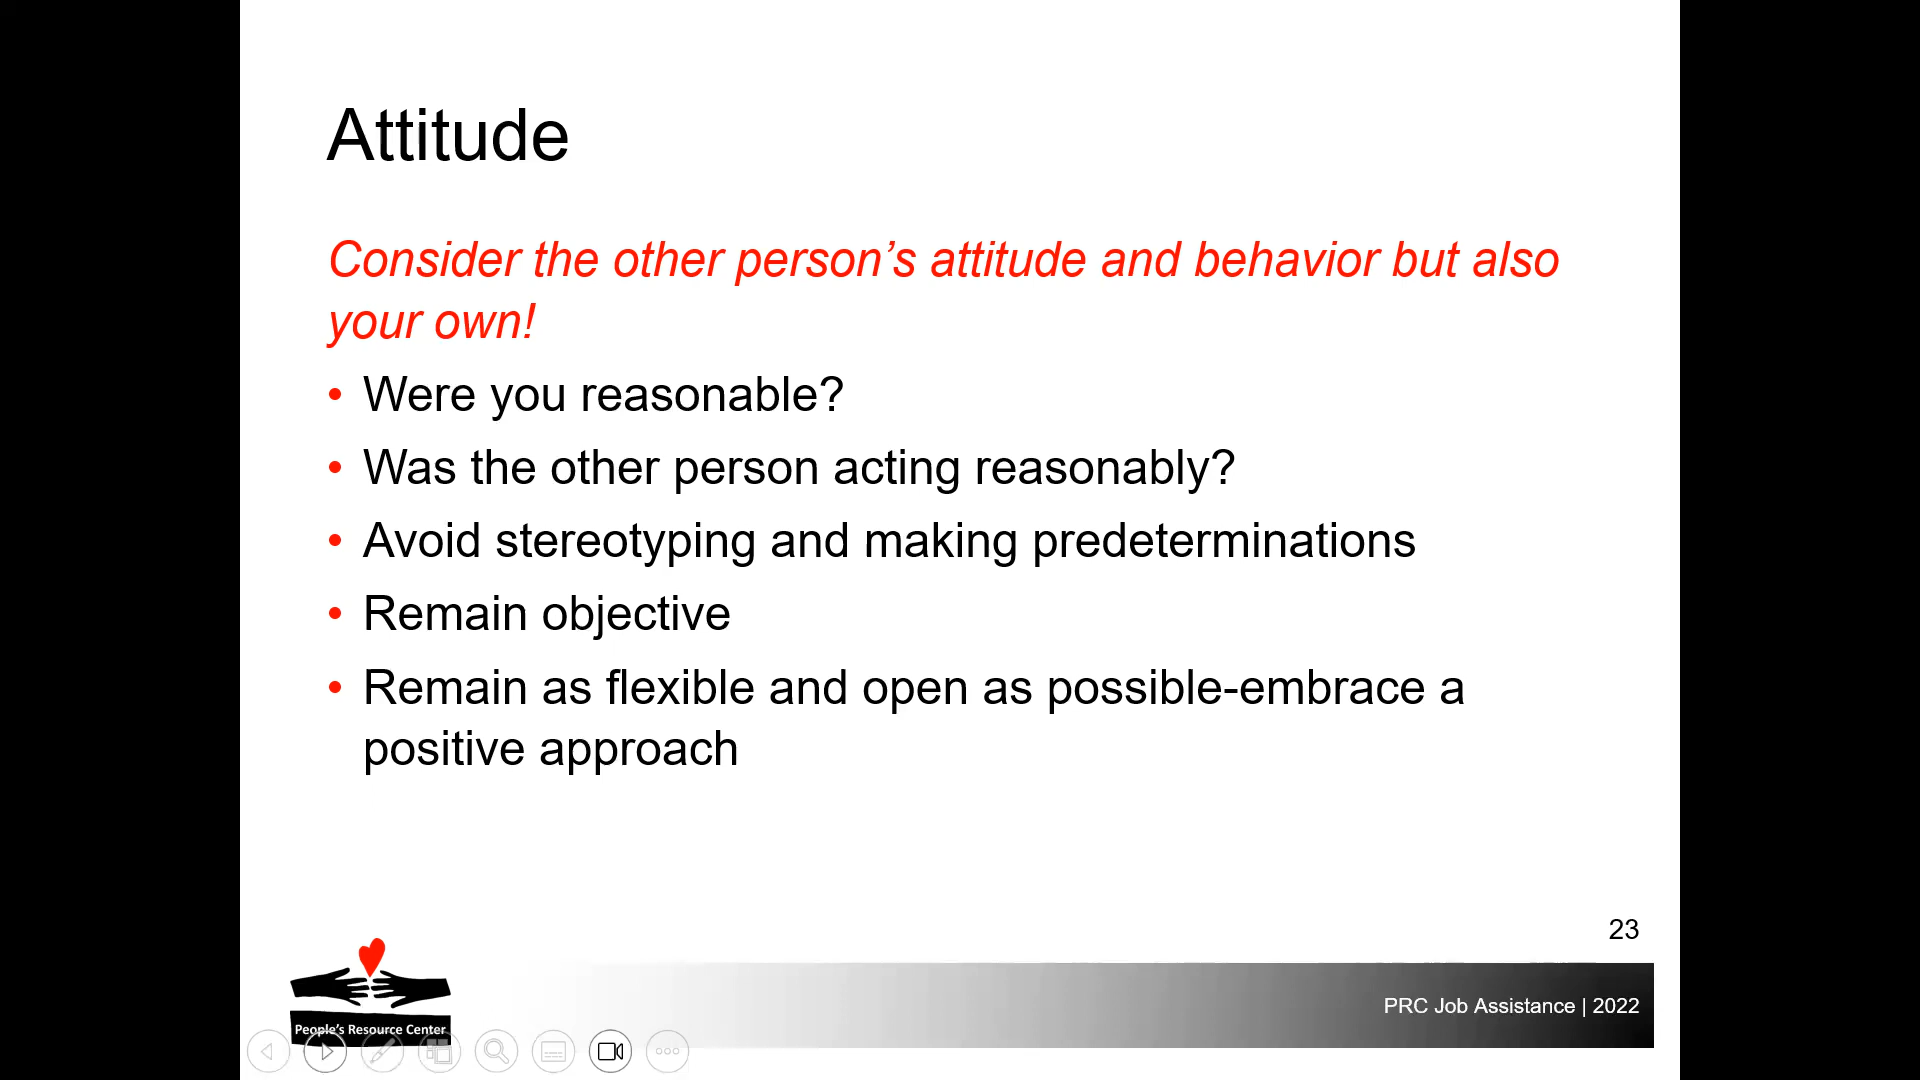 Attitude
Consider the other person’s attitude and behavior but also
your own!
• Were you reasonable?
• Was the other person acting reasonably?
• Avoid stereotyping and making predeterminations
• Remain objective
• Remain as flexible and open as possible-embrace a
positive approach
23
People's Resource Center
PRC Job Assistance | 2022